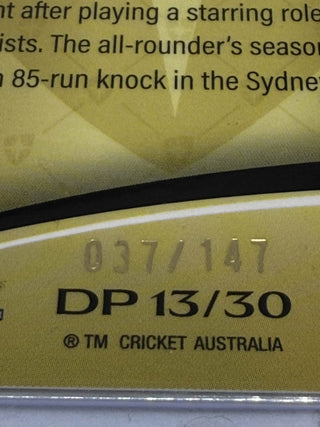 nt after playing a starring role
ists. The all-rounder's seaso
85-run knock in the Sydne
037/147
DP 13/30
® TM CRICKET AUSTRALIA